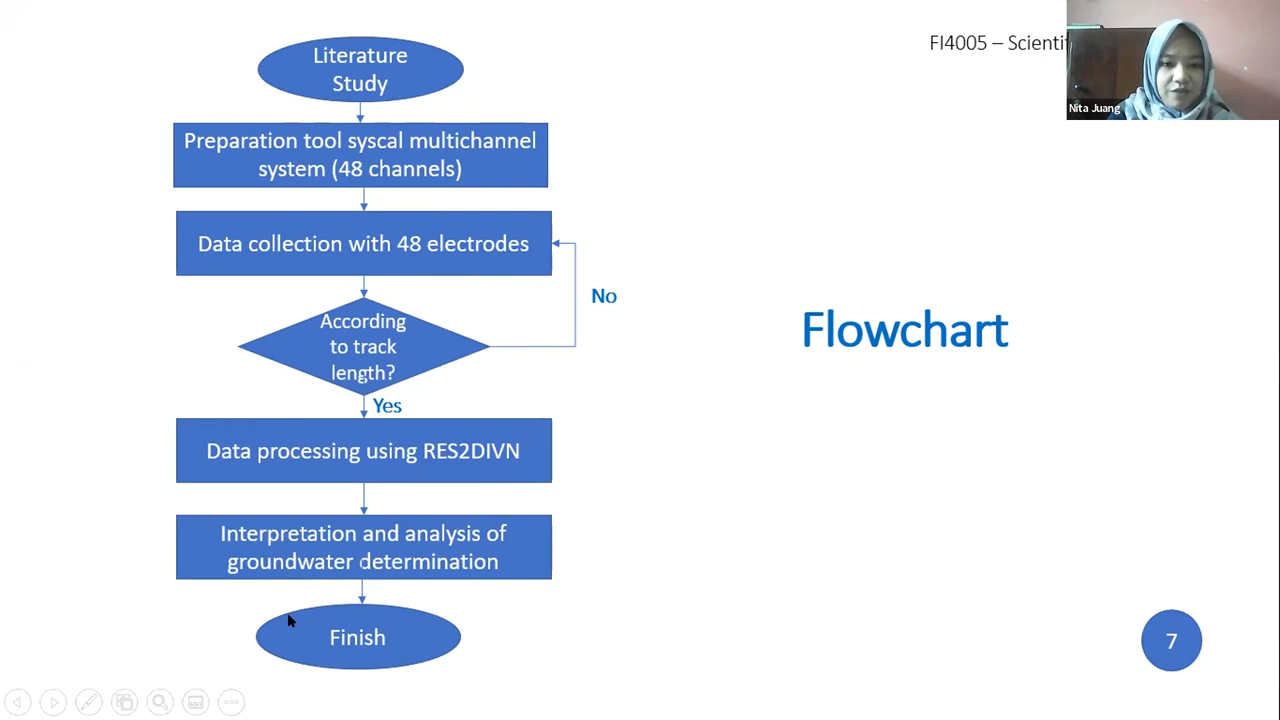 FI4005 – Scientif
Nita Juang
Literature
Study
Preparation tool syscal multichannel
system (48 channels)
Data collection with 48 electrodes
No
According
to track
length?
Yes
Data processing using RES2DIVN
Interpretation and analysis of
groundwater determination
Finish
Flowchart
7